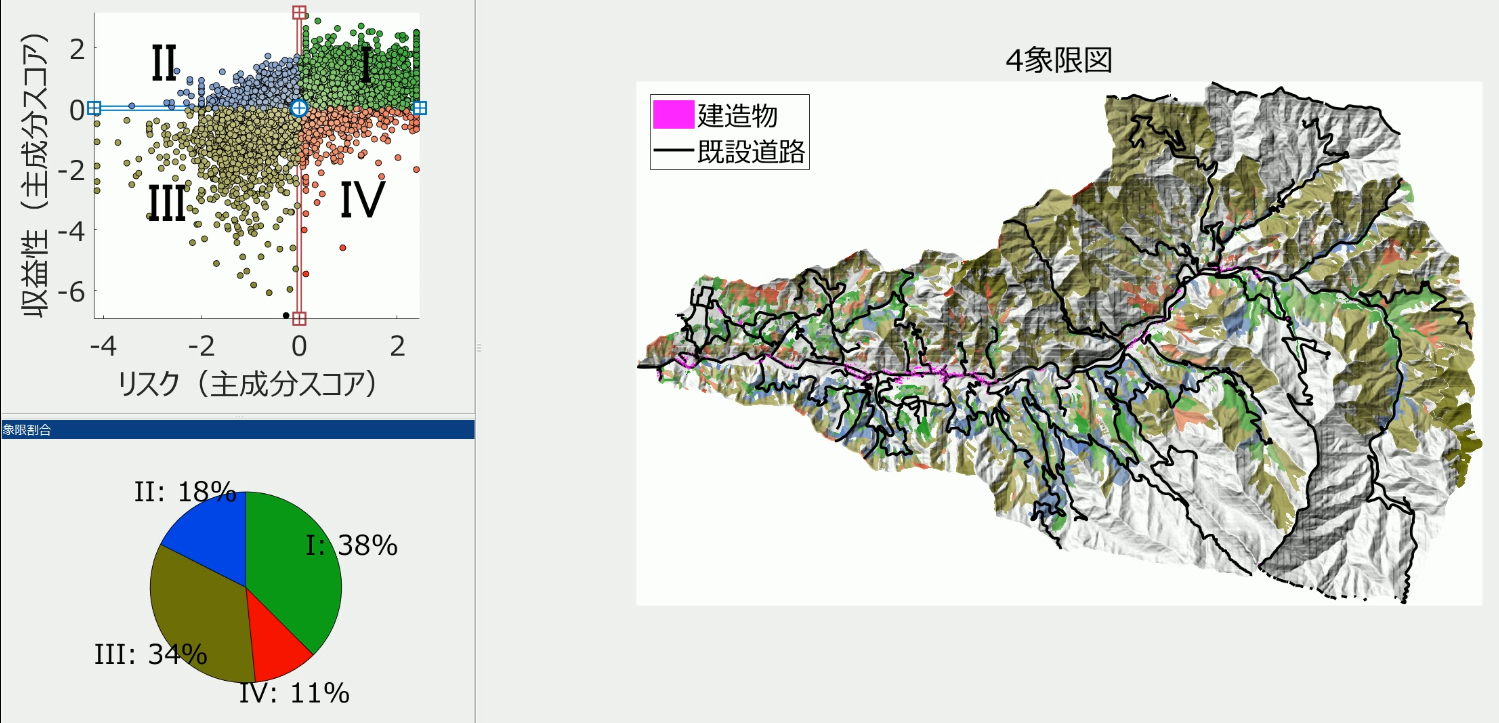 収益性（主成分スコア）
2
0
-2
-4
-6
II
I
III
IV
-4
-2
0
2
リスク（主成分スコア）
象限割合
II: 18%
I: 38%
III: 34%
IV: 11%
4象限図
建造物
既設道路